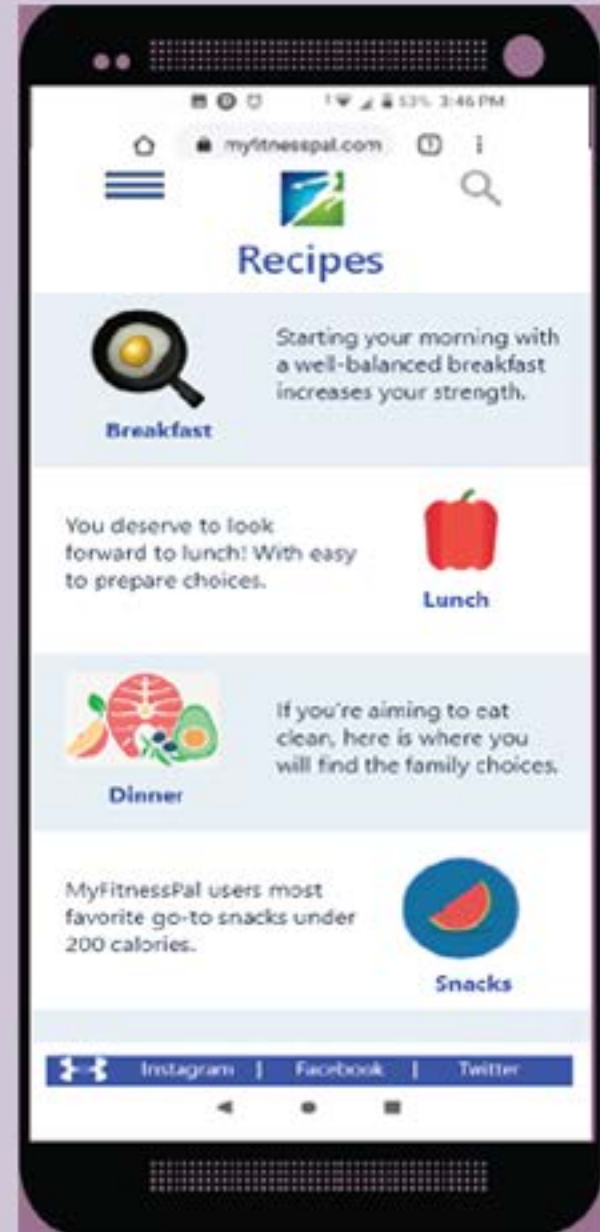 53% 3:46 PM
myfitnesspal.com
Recipes
Starting your morning with
a well-balanced breakfast
increases your strength.
Breakfast
You deserve to look
forward to lunch! With easy
to prepare choices.
Lunch
If you're aiming to eat
clean, here is where you
will find the family choices.
Dinner
MyFitnessPal users most
favorite go-to snacks under
200 calories.
Snacks
Instagram | Facebook | Twitter